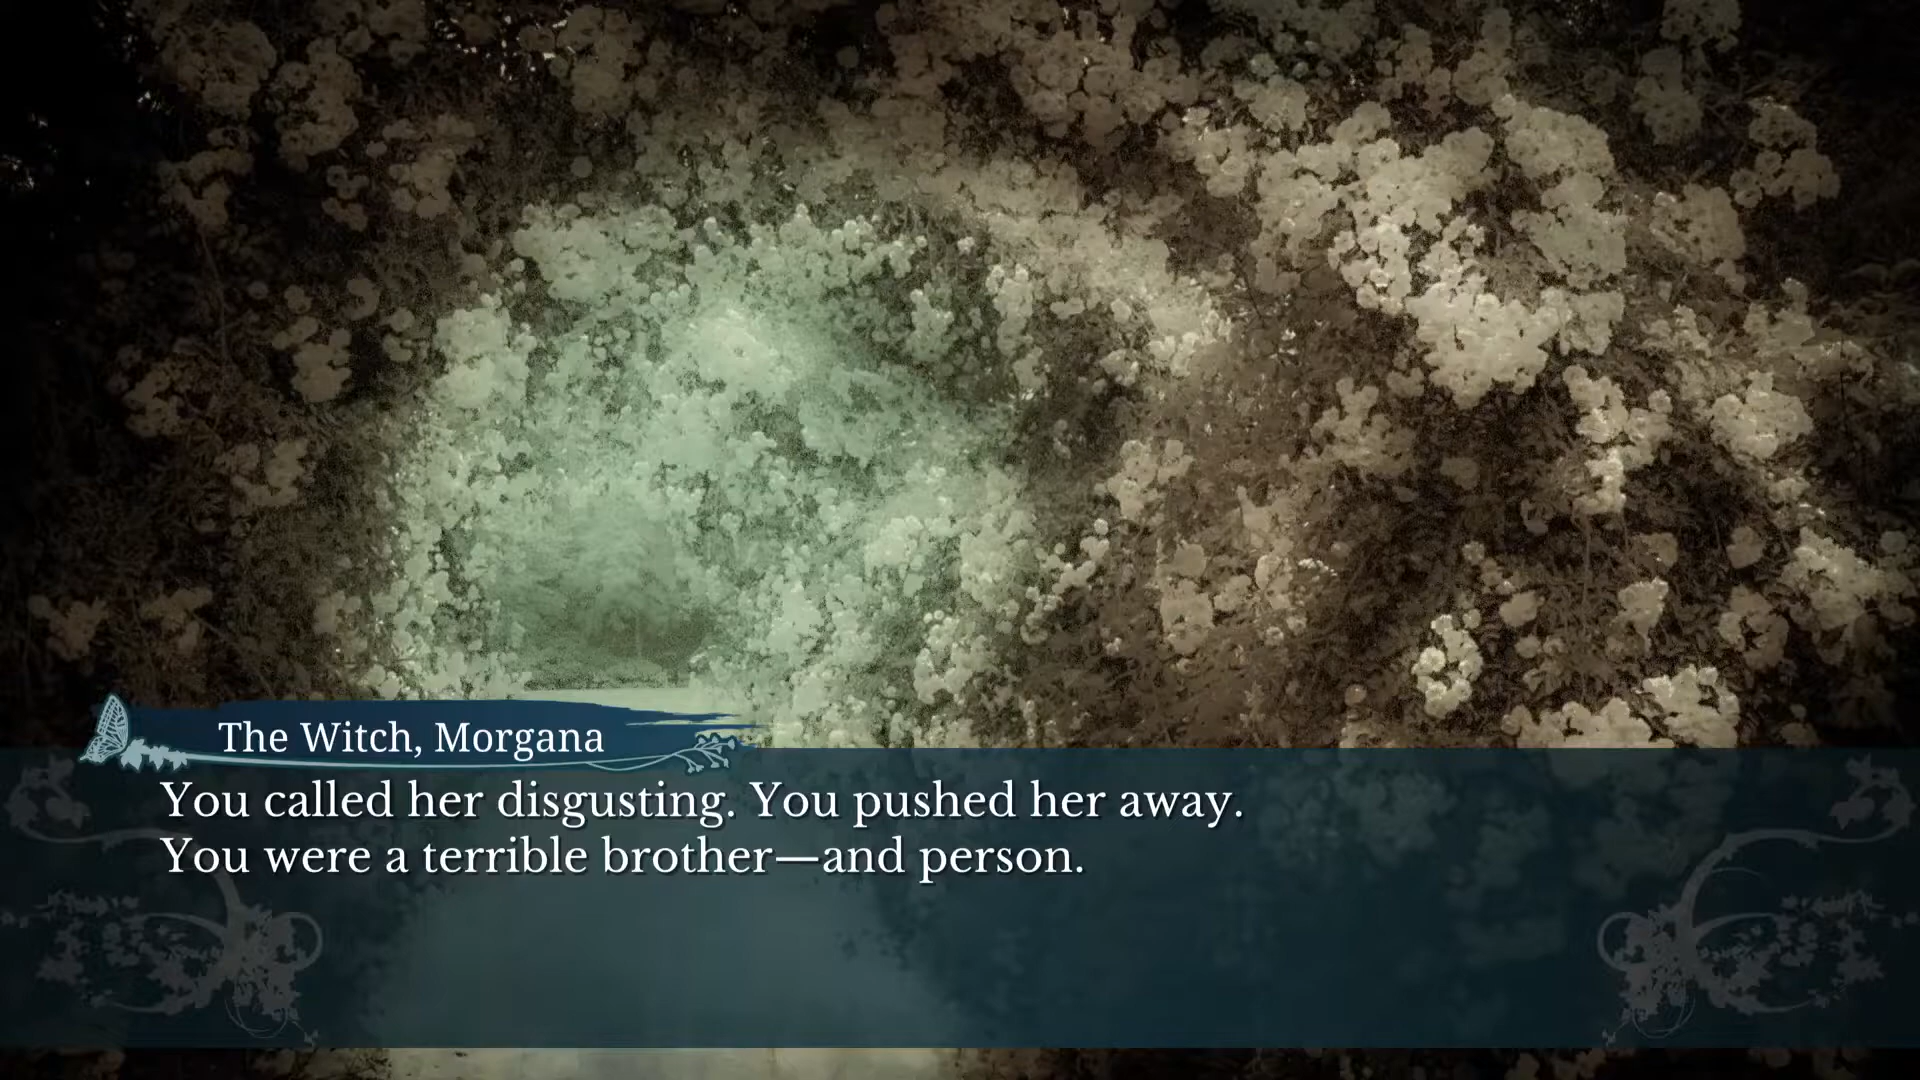 The Witch, Morgana
You called her disgusting. You pushed her away.
You were a terrible brother—and person.